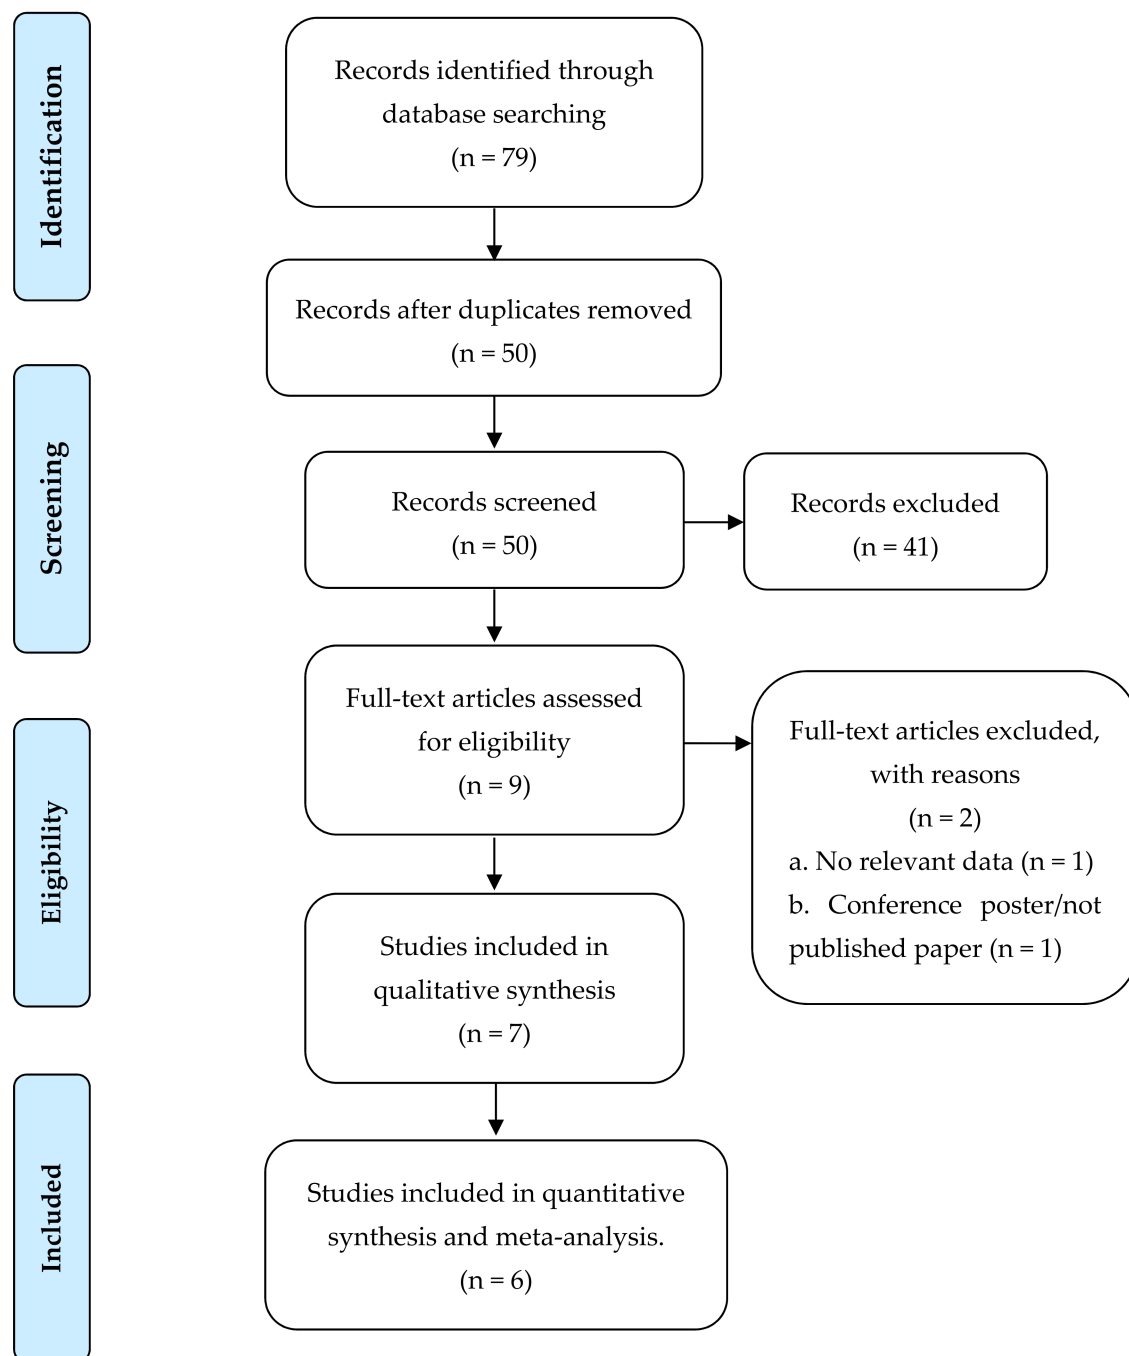 Identification
Records identified through
database searching
(n = 79)
Records after duplicates removed
(n = 50)
Screening
Records screened
(n = 50)
Records excluded
(n = 41)
Eligibility
Full-text articles assessed
for eligibility
(n = 9)
Full-text articles excluded,
with reasons
(n = 2)
a. No relevant data (n = 1)
b. Conference poster/not
published paper (n = 1)
Studies included in
qualitative synthesis
(n = 7)
Included
Studies included in quantitative
synthesis and meta-analysis.
(n = 6)